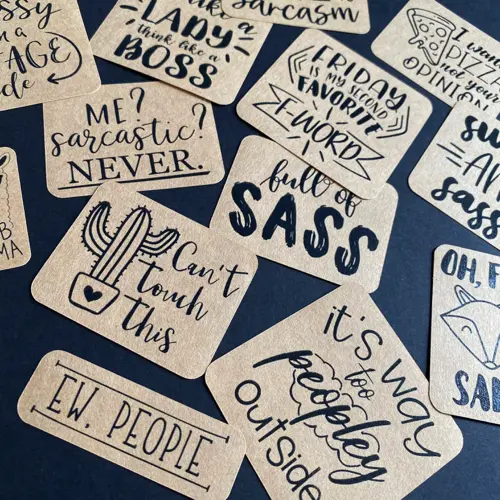 ssy
n a
AGE
de
like a
LADY
think like a
BOSS
sarcasm
I wan
PIZZ
not your
OPINION
FRIDAY
IS MY SECOND
FAVORITE
F-WORD
ME?
sarcastic?
NEVER.
full of
SASS
sw
sass
B
MA
Can't
touch
this
OH, F
SA
it's way
too
peopley
outside
EW, PEOPLE